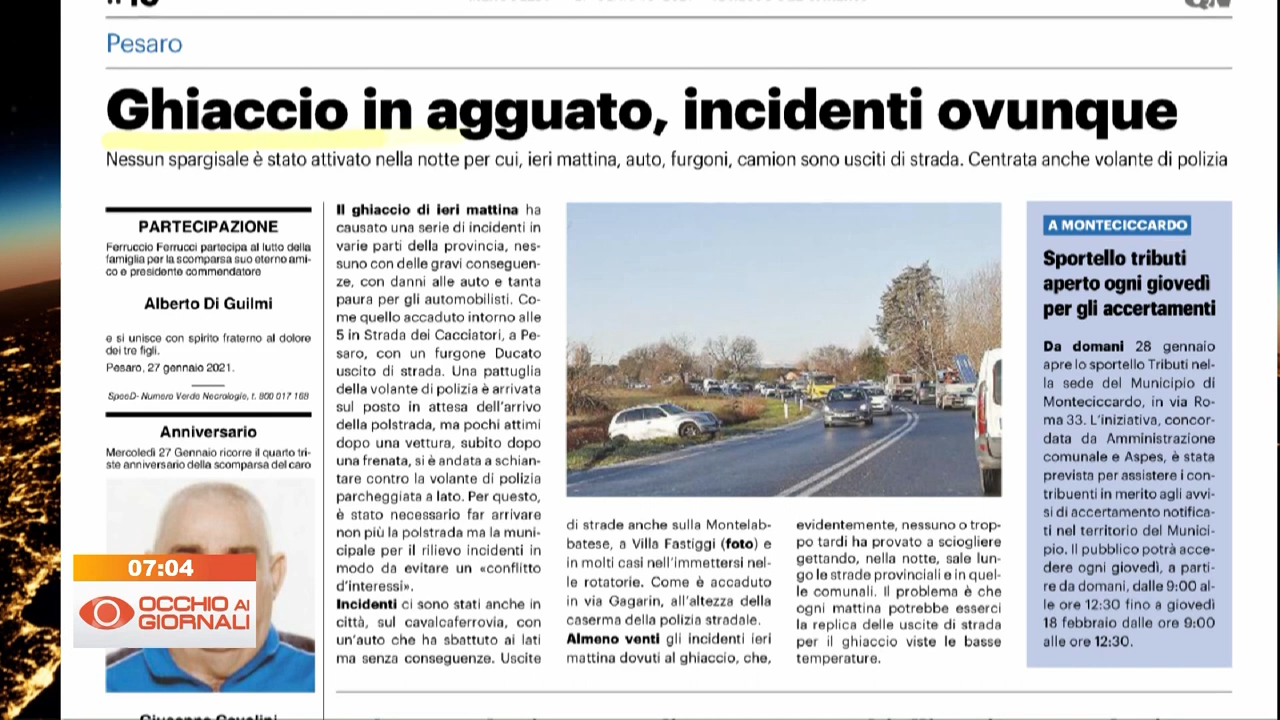 Pesaro
Ghiaccio in agguato, incidenti ovunque
Nessun spargisale è stato attivato nella notte per cui, ieri mattina, auto, furgoni, camion sono usciti di strada. Centrata anche volante di polizia
PARTECIPAZIONE
Ferruccio Ferrucci partecipa al lutto della
famiglia per la scomparsa suo eterno ami-
co e presidente commendatore
Alberto Di Guilmi
e si unisce con spirito fraterno al dolore
dei tre figli.
Pesaro, 27 gennaio 2021.
SpeeD- Numero Verde Necrologie, t. 800 017 168
Anniversario
Mercoledì 27 Gennaio ricorre il quarto tri-
ste anniversario della scomparsa del caro
07:04
OCCHIO AI
GIORNALI
Il ghiaccio di ieri mattina ha
causato una serie di incidenti in
varie parti della provincia, nes-
suno con delle gravi conseguen-
ze, con danni alle auto e tanta
paura per gli automobilisti. Co-
me quello accaduto intorno alle
5 in Strada dei Cacciatori, a Pe-
saro, con un furgone Ducato
uscito di strada. Una pattuglia
della volante di polizia è arrivata
sul posto in attesa dell'arrivo
della polstrada, ma pochi attimi
dopo una vettura, subito dopo
una frenata, si è andata a schian-
tare contro la volante di polizia
parcheggiata a lato. Per questo,
è stato necessario far arrivare
non più la polstrada ma la muni-
cipale per il rilievo incidenti in
modo da evitare un «conflitto
d'interessi».
Incidenti ci sono stati anche in
città, sul cavalcaferrovia, con
un'auto che ha sbattuto ai lati
ma senza conseguenze. Uscite
di strade anche sulla Montelab-
batese, a Villa Fastiggi (foto) e
in molti casi nell'immettersi nel-
le rotatorie. Come è accaduto
in via Gagarin, all'altezza della
caserma della polizia stradale.
Almeno venti gli incidenti ieri
mattina dovuti al ghiaccio, che,
evidentemente, nessuno o trop-
po tardi ha provato a sciogliere
gettando, nella notte, sale lun-
go le strade provinciali e in quel-
le comunali. Il problema è che
ogni mattina potrebbe esserci
la replica delle uscite di strada
per il ghiaccio viste le basse
temperature.
A MONTECICCARDO
Sportello tributi
aperto ogni giovedì
per gli accertamenti
Da domani 28 gennaio
apre lo sportello Tributi nel-
la sede del Municipio di
Monteciccardo, in via Ro-
ma 33. L'iniziativa, concor-
data da Amministrazione
comunale e Aspes, è stata
prevista per assistere i con-
tribuenti in merito agli avvi-
si di accertamento notifica-
ti nel territorio del Munici-
pio. Il pubblico potrà acce-
dere ogni giovedì, a parti-
re da domani, dalle 9:00 al-
le ore 12:30 fino a giovedì
18 febbraio dalle ore 9:00
alle ore 12:30.